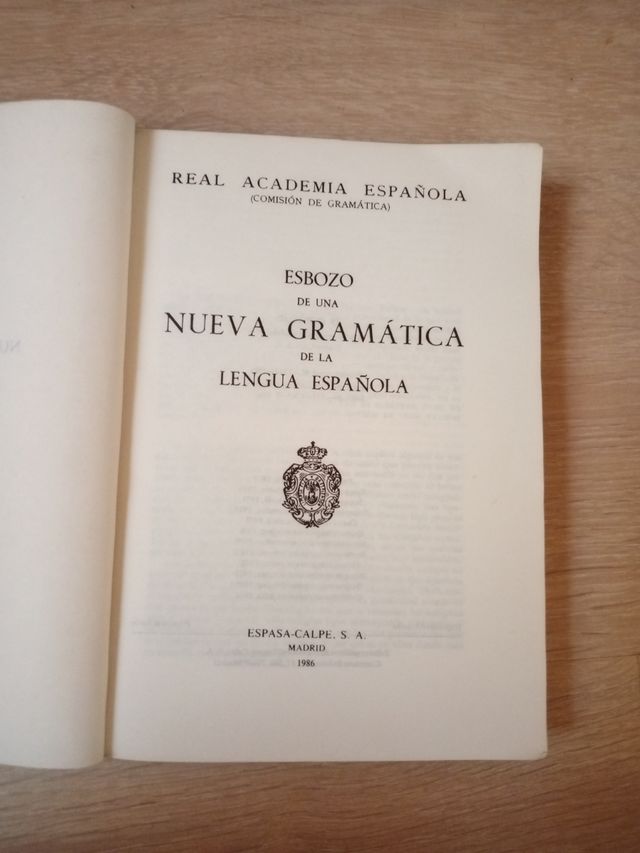 REAL ACADEMIA ESPAÑOLA
(COMISIÓN DE GRAMÁTICA)
ESBOZO
DE UNA
NUEVA GRAMÁTICA
DE LA
LENGUA ESPAÑOLA
ESPASA-CALPE, S. A.
MADRID
1986